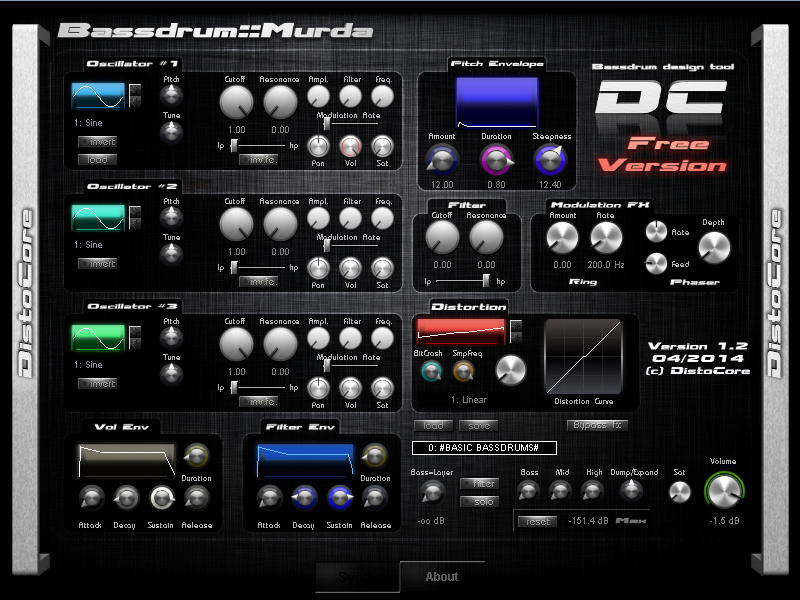 Bassdrum::Murda
Oscillator #1
Pitch
Tune
1: Sine
invert
load
Cutoff
Resonance
1.00
0.00
lp
hp
inv.fe.
Ampl.
Filter
Freq.
Modulation Rate
Pan
Vol
Sat
Pitch Envelope
Amount
Duration
Steepness
12.00
0.80
12.40
Bassdrum design tool
DC
Free
Version
Oscillator #2
Pitch
Tune
1: Sine
invert
Cutoff
Resonance
1.00
0.00
lp
hp
inv.fe.
Ampl.
Filter
Freq.
Modulation Rate
Pan
Vol
Sat
Filter
Cutoff
Resonance
0.00
0.00
lp
hp
Modulation FX
Amount
Rate
0.00
200.0 Hz
Ring
Rate
Feed
Depth
Phaser
DistoCore
DistoCore
Oscillator #3
Pitch
Tune
1: Sine
invert
Cutoff
Resonance
1.00
0.00
lp
hp
inv.fe.
Ampl.
Filter
Freq.
Modulation Rate
Pan
Vol
Sat
Distortion
BitCrash
SmpFreq
1: Linear
Distortion Curve
Version 1.2
04/2014
(c) DistoCore
load
save
Bypass fx
0: #BASIC BASSDRUMS#
Vol Env
Duration
Attack
Decay
Sustain
Release
Filter Env
Duration
Attack
Decay
Sustain
Release
Bass-Layer
-oo dB
filter
solo
Bass
Mid
High
Dump/Expand
Sat
Volume
reset
-151.4 dB
Max
-1.5 dB
About